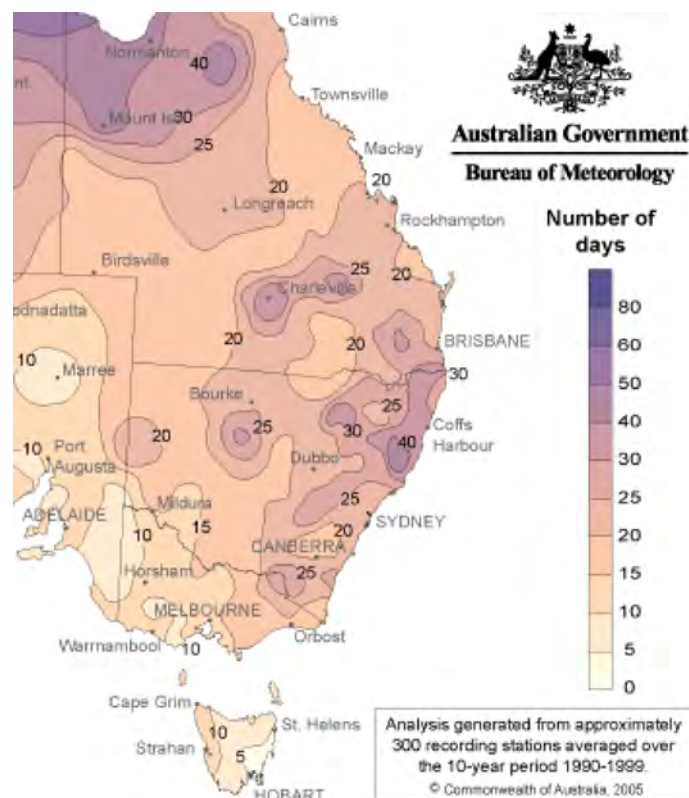 Cairns
Normanton
40
nt
Townsville
30
Mount Is
25
Mackay
20
20
Longreach
Rockhampton
Birdsville
25
20
Charleville
odnadatta
20
20
BRISBANE
10
Marree
30
Bourke
25
Coffs
Harbour
25
30
40
20
10
Port
Augusta
Dubbo
25
Mildura
SYDNEY
ADELAIDE
15
10
20
CANBERRA
25
Horsham
MELBOURNE
Warrnambool
10
Orbost
Cape Grim
10
St. Helens
Strahan
5
HOBART
Australian Government
Bureau of Meteorology
Number of
days
80
60
50
40
30
20
15
10
5
0
Analysis generated from approximately
300 recording stations averaged over
the 10-year period 1990-1999.
© Commonwealth of Australia, 2005